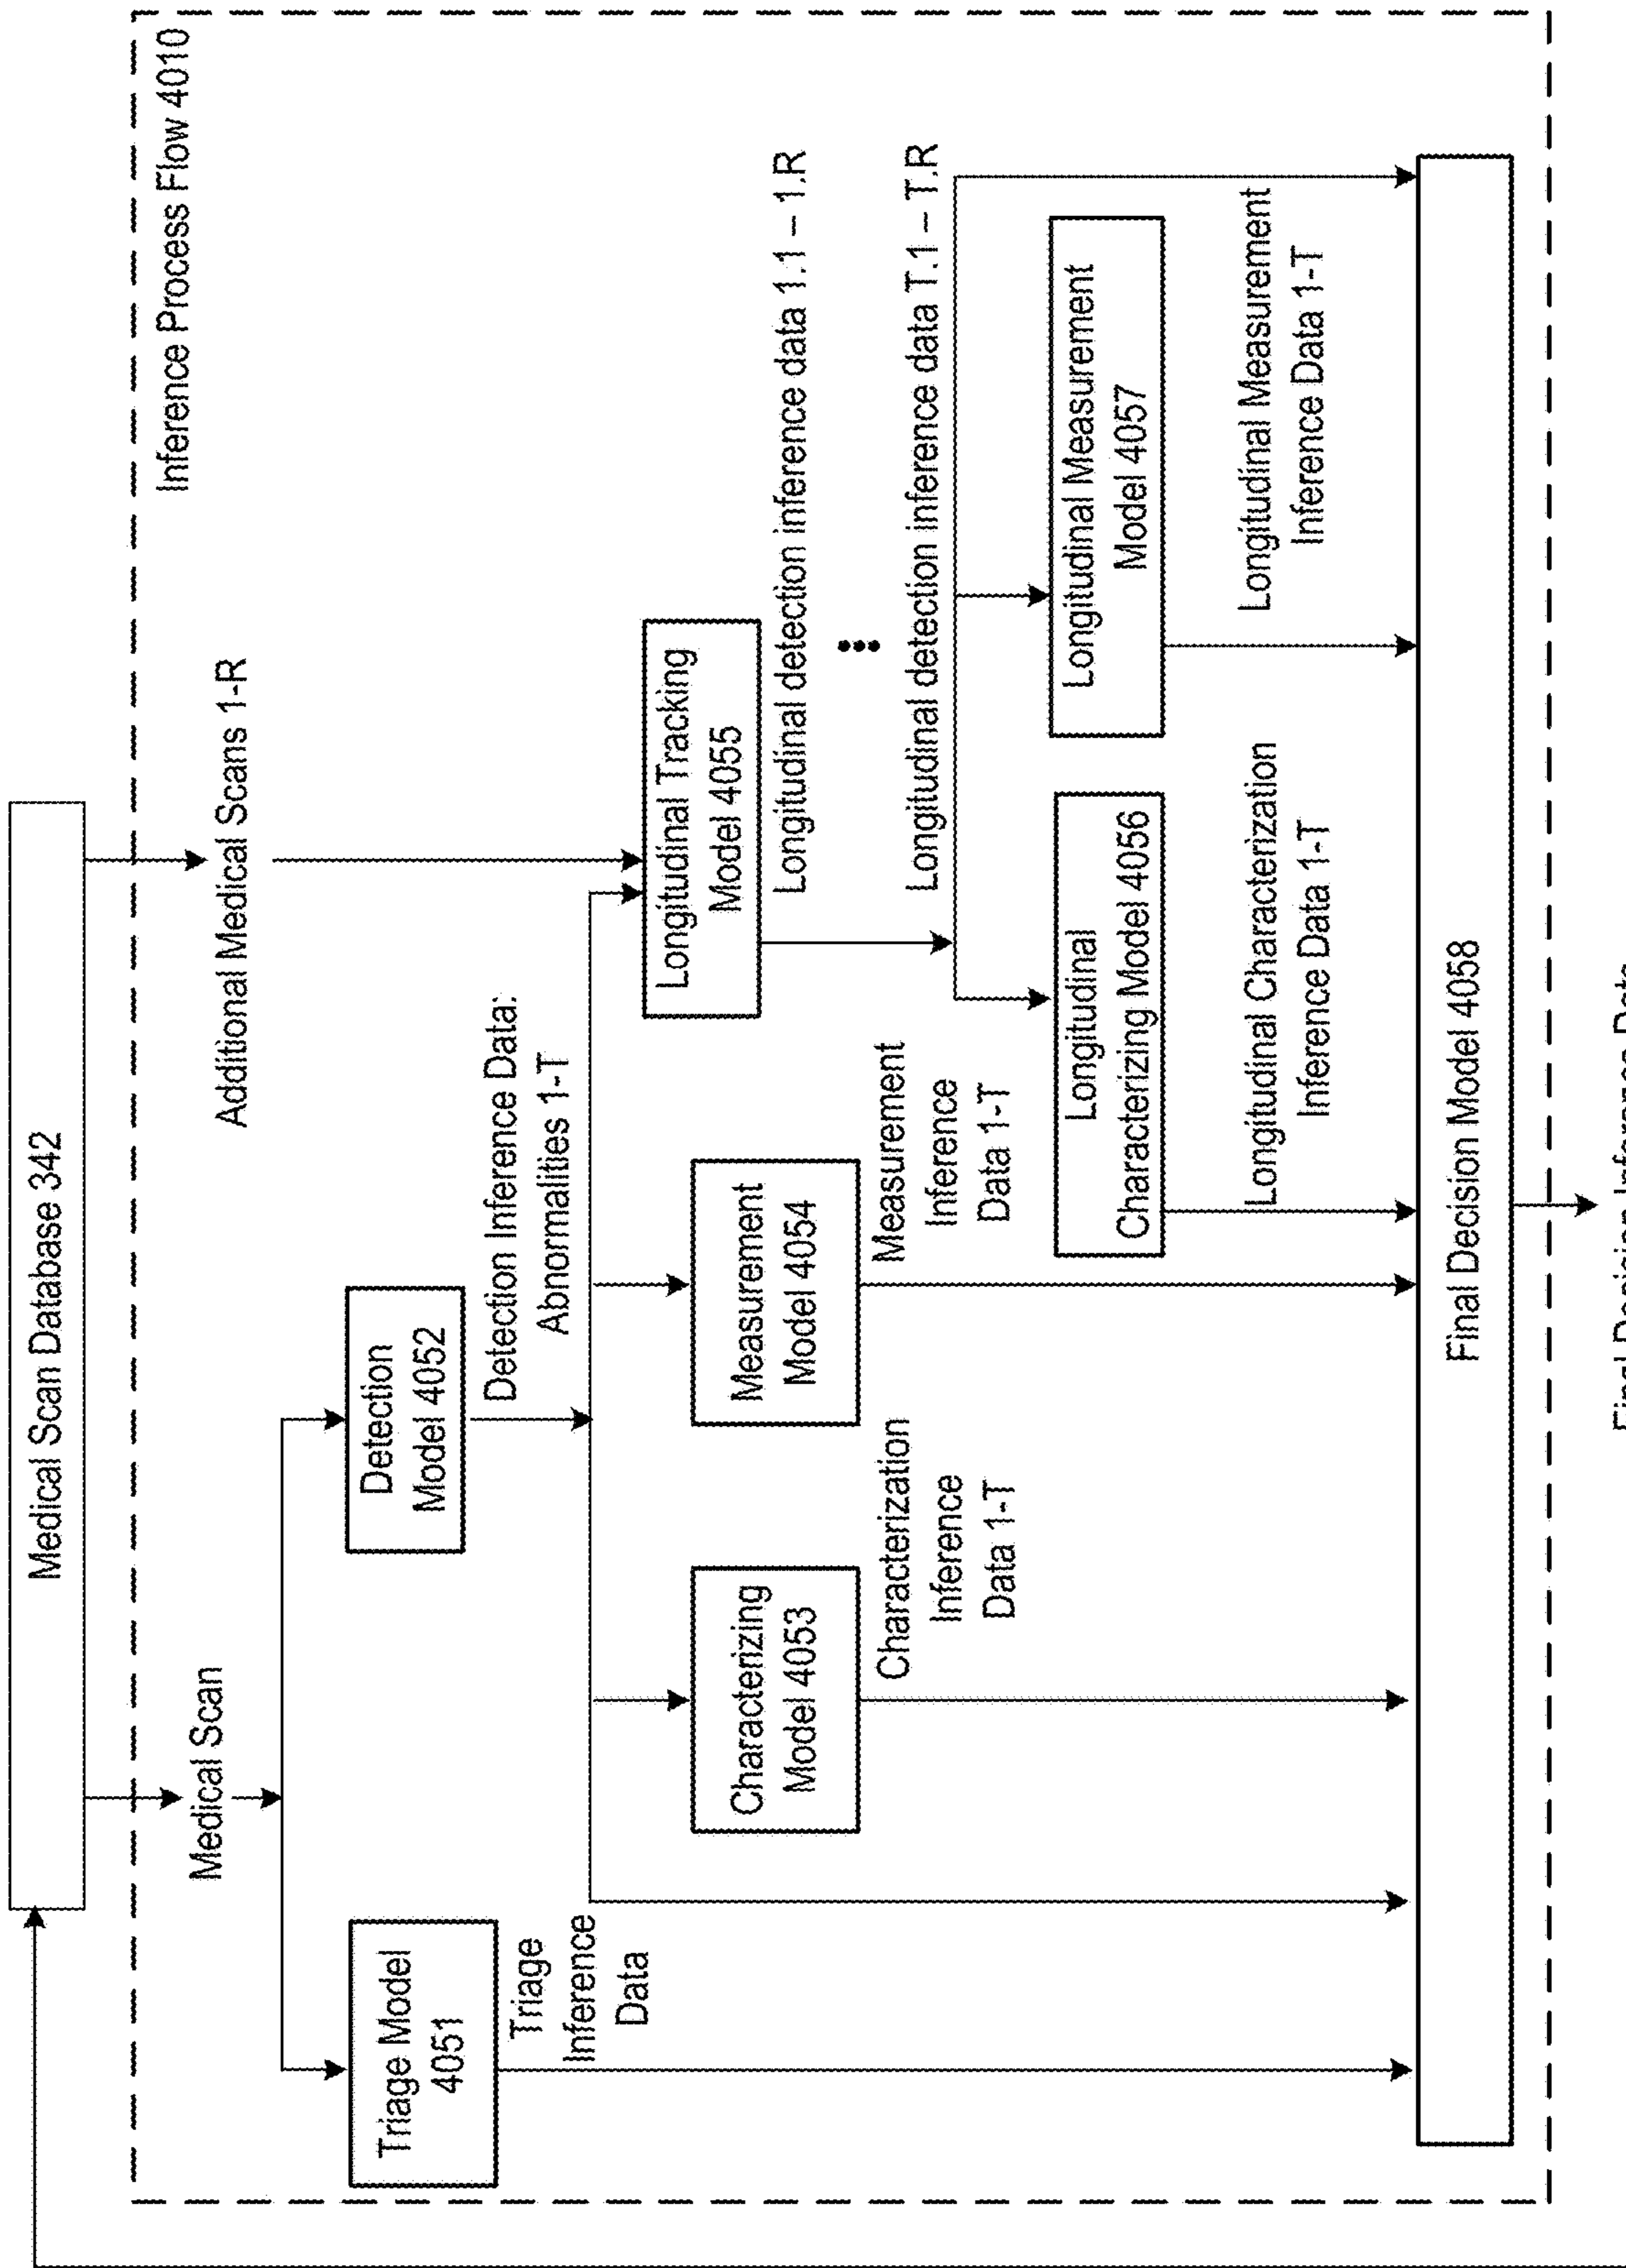 Medical Scan Database 342
Inference Process Flow 4010
Medical Scan
Additional Medical Scans 1-R
Triage Model
4051
Detection
Model 4052
Triage
Inference
Data
Detection Inference Data:
Abnormalities 1-T
Longitudinal Tracking
Model 4055
Characterizing
Model 4053
Measurement
Model 4054
Longitudinal detection inference data 1.1 – 1.R
Longitudinal detection inference data T.1 – T.R
Characterization
Inference
Data 1-T
Measurement
Inference
Data 1-T
Longitudinal
Characterizing Model 4056
Longitudinal Measurement
Model 4057
Longitudinal Characterization
Inference Data 1-T
Longitudinal Measurement
Inference Data 1-T
Final Decision Model 4058
Final Decision Inference Data